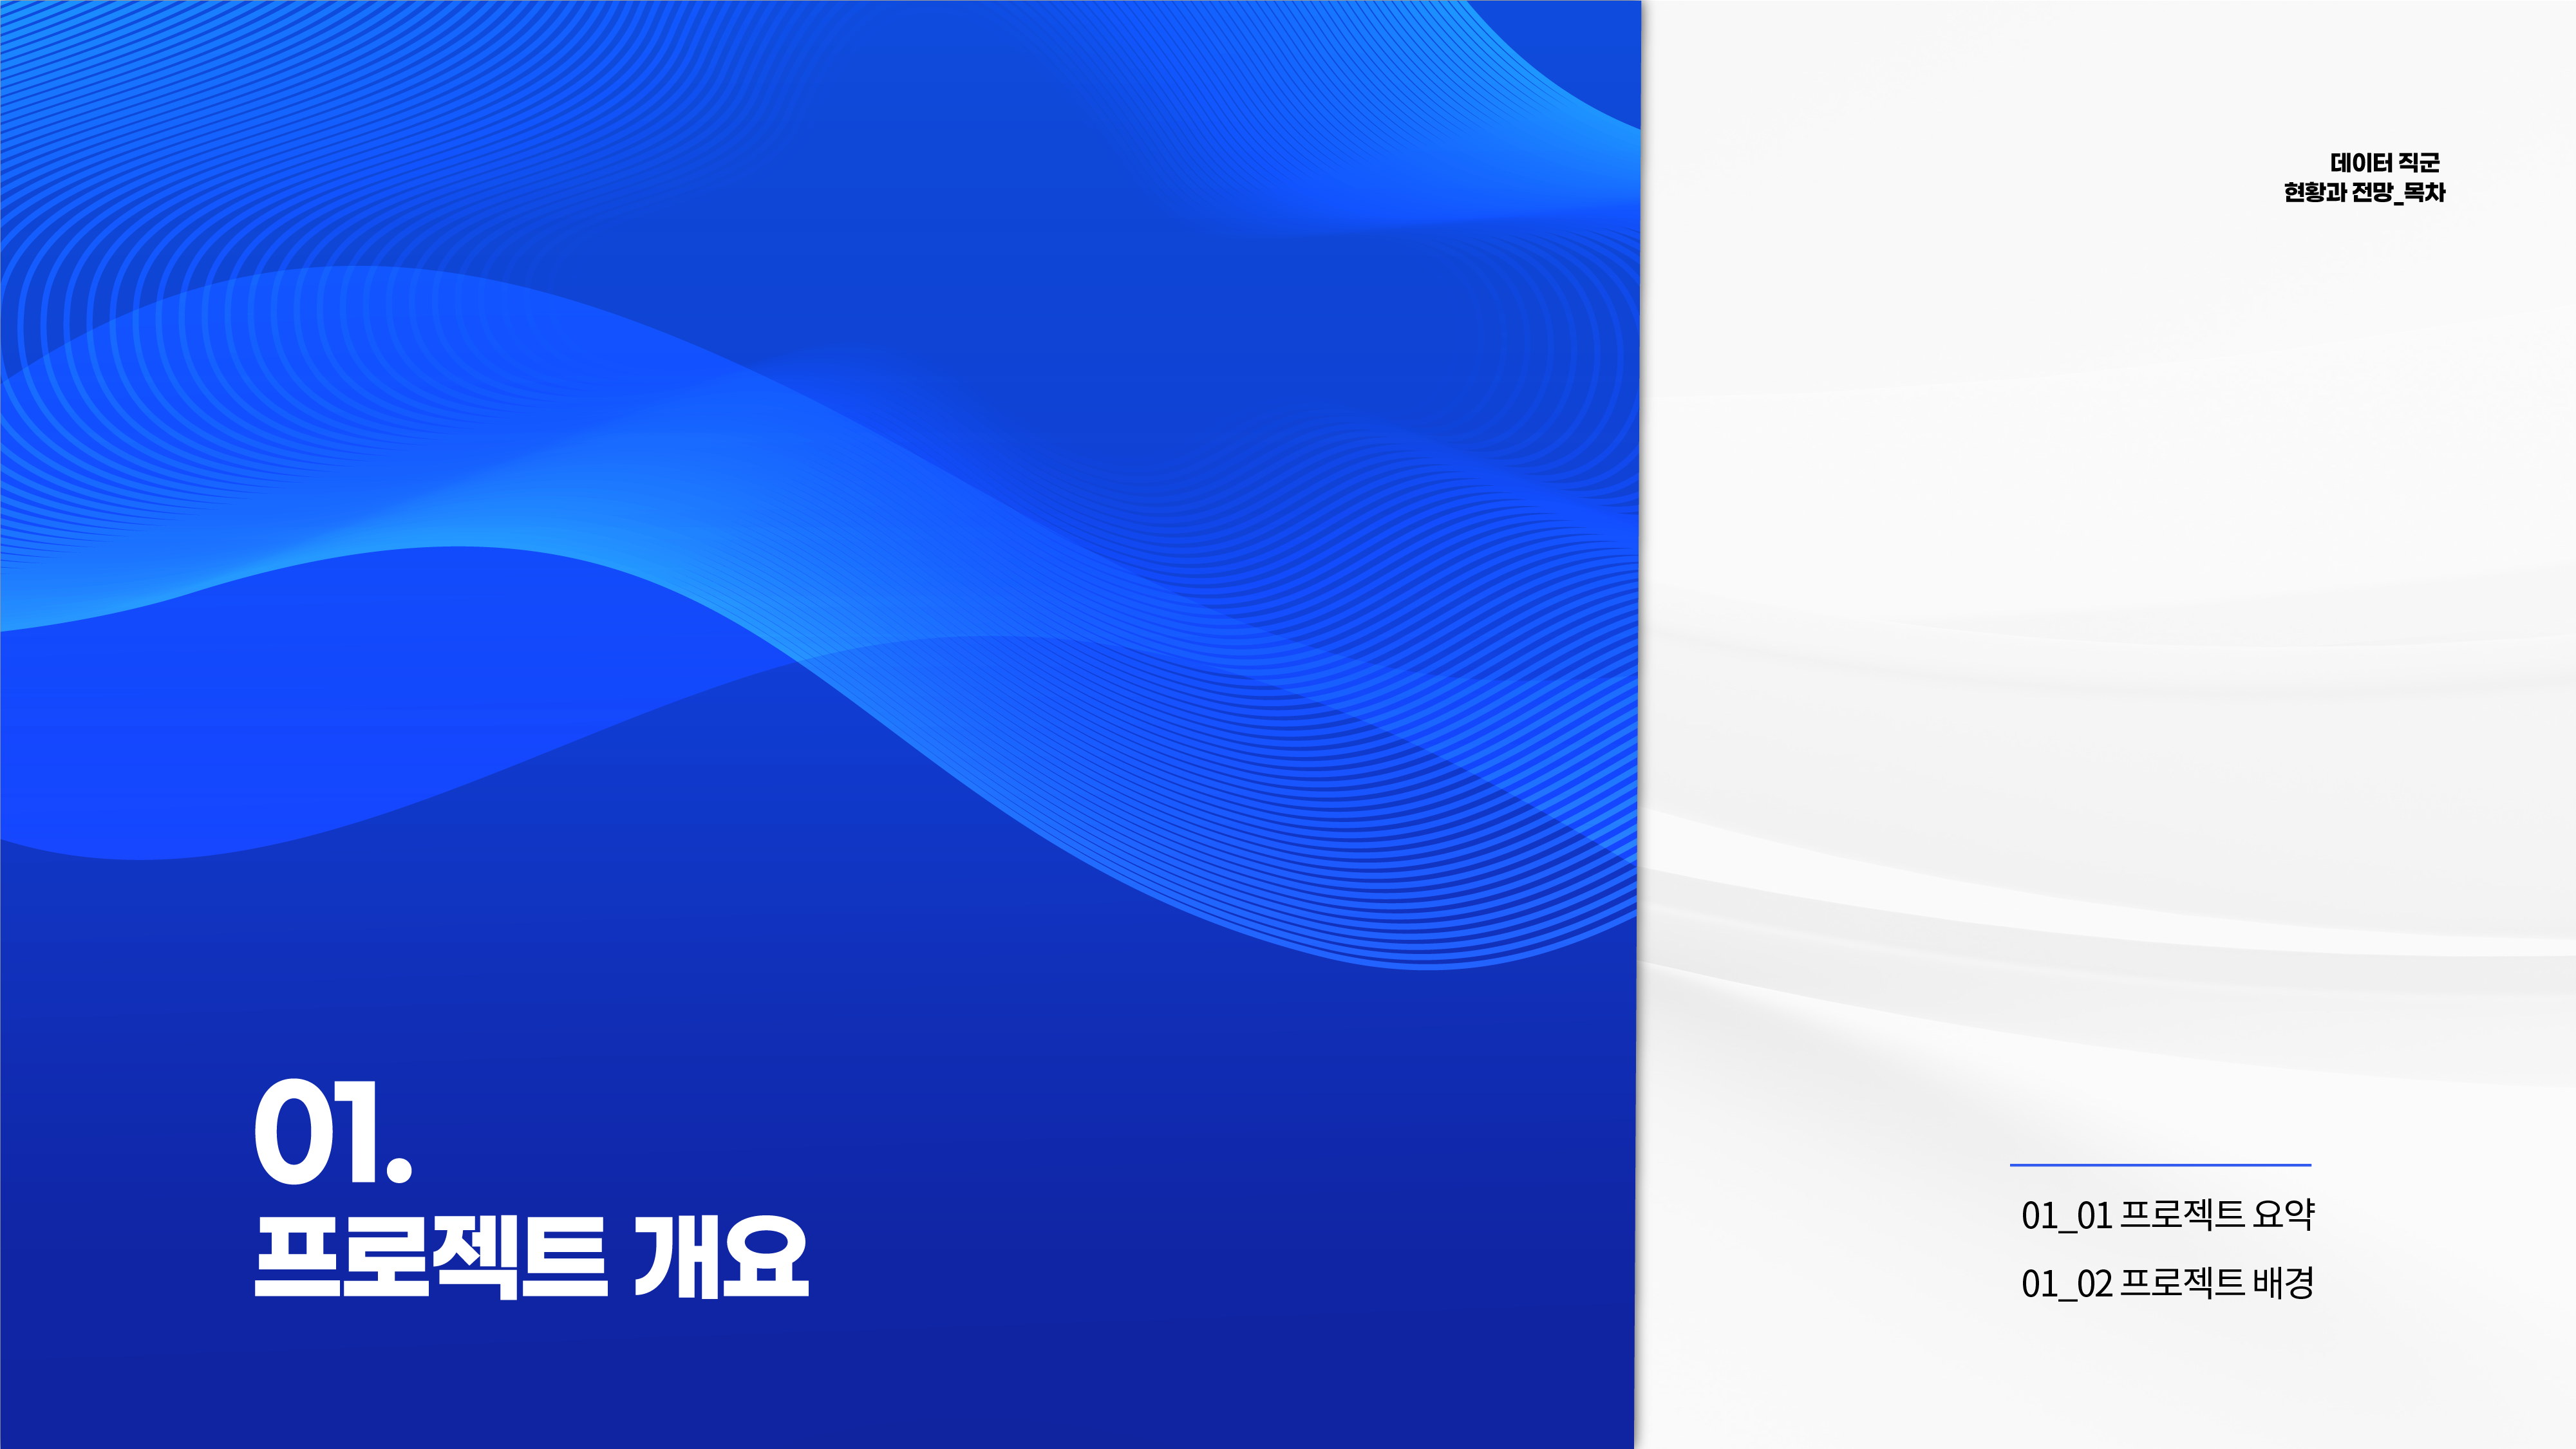 데이터 직군
현황과 전망_목차
01.
프로젝트 개요
01_01 프로젝트 요약
01_02 프로젝트 배경